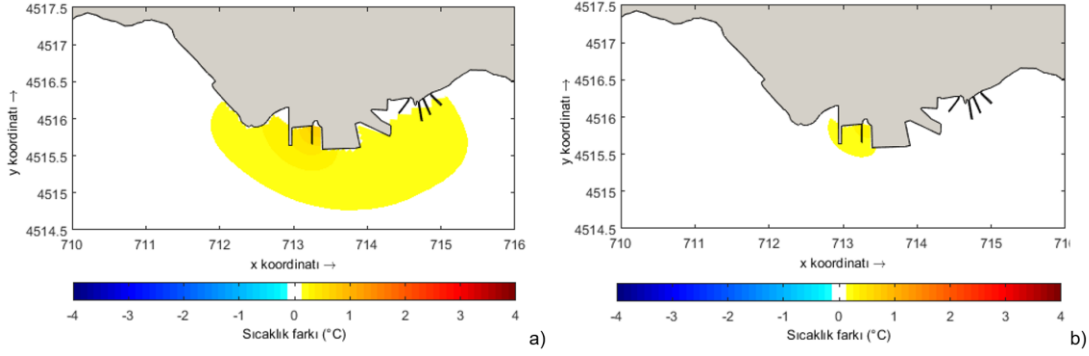 4517.5
4517
4516.5
4516
4515.5
4515
4514.5
y koordinatı →
710 711 712 713 714 715 716
x koordinatı →
-4 -3 -2 -1 0 1 2 3 4
Sıcaklık farkı (°C)
a)
4517.5
4517
4516.5
4516
4515.5
4515
4514.5
y koordinatı →
710 711 712 713 714 715 71
x koordinatı →
-4 -3 -2 -1 0 1 2 3 4
Sıcaklık farkı (°C)
b)